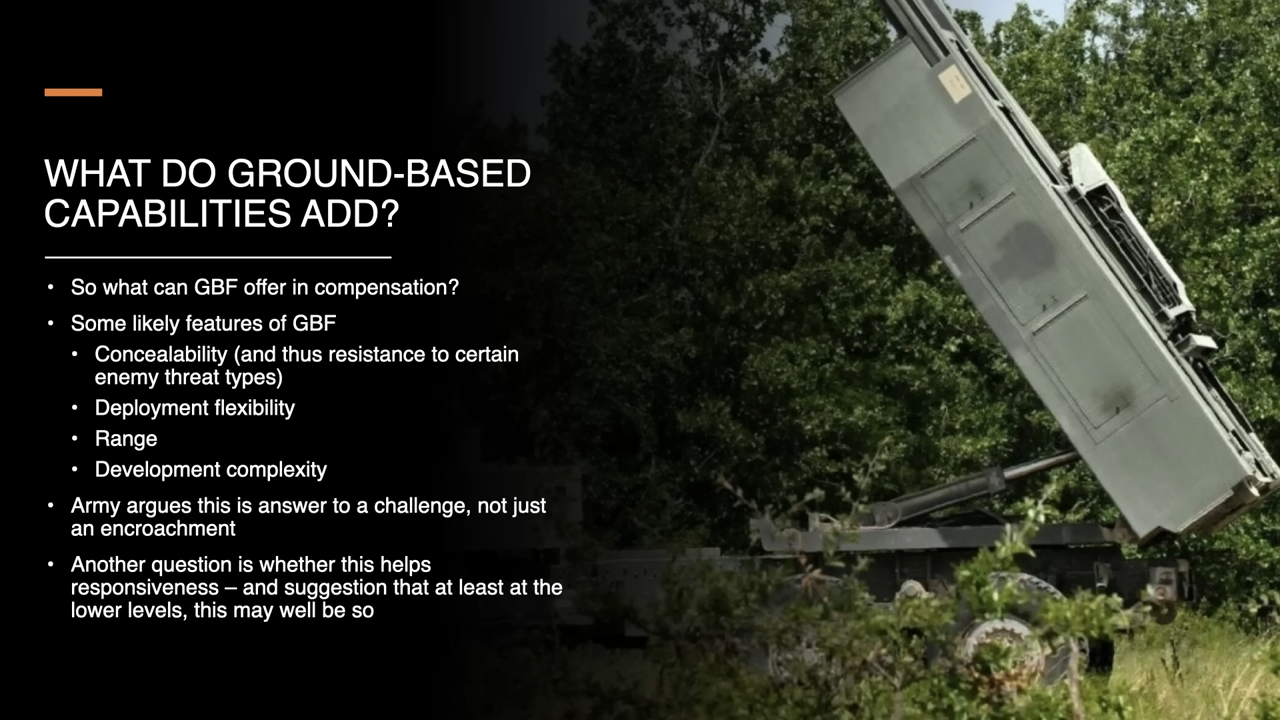 WHAT DO GROUND-BASED
CAPABILITIES ADD?
• So what can GBF offer in compensation?
• Some likely features of GBF
• Concealability (and thus resistance to certain
enemy threat types)
• Deployment flexibility
• Range
• Development complexity
• Army argues this is answer to a challenge, not just
an encroachment
• Another question is whether this helps
responsiveness – and suggestion that at least at the
lower levels, this may well be so